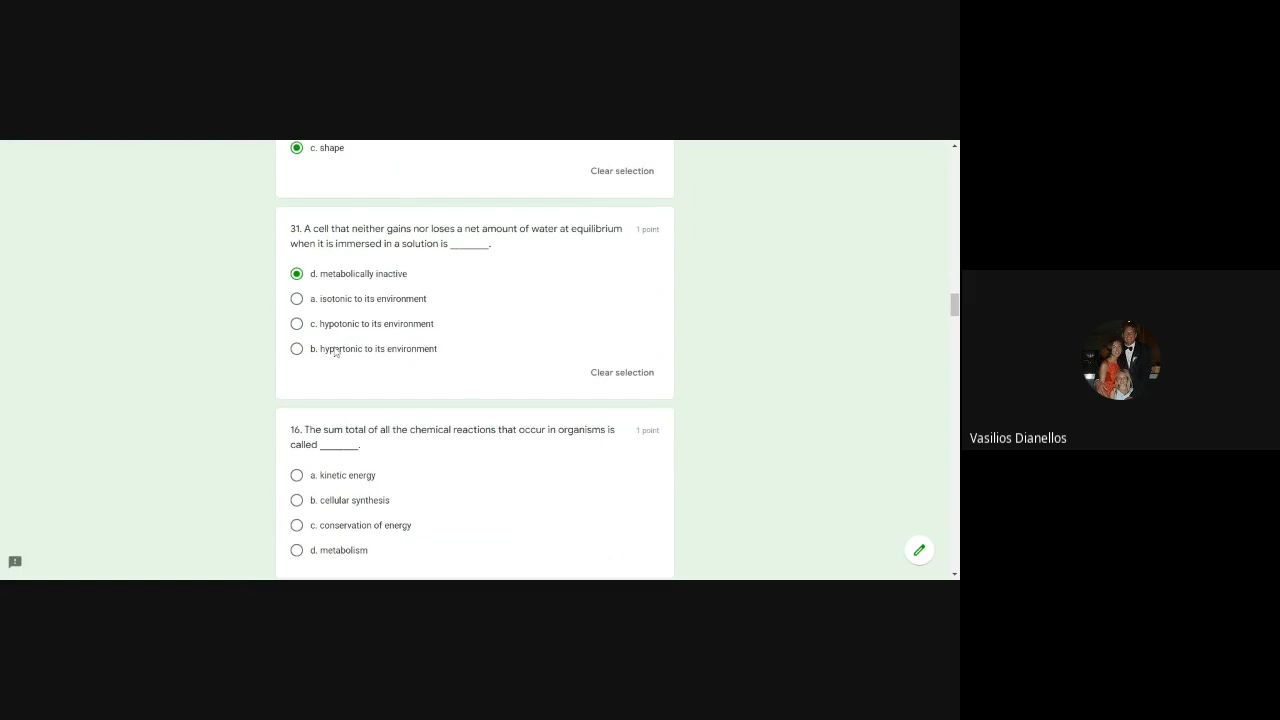 c. shape
Clear selection
31. A cell that neither gains nor loses a net amount of water at equilibrium
when it is immersed in a solution is ________.
1 point
d. metabolically inactive
a. isotonic to its environment
c. hypotonic to its environment
b. hypertonic to its environment
Clear selection
16. The sum total of all the chemical reactions that occur in organisms is
called ________.
1 point
a. kinetic energy
b. cellular synthesis
c. conservation of energy
d. metabolism
Vasilios Dianellos